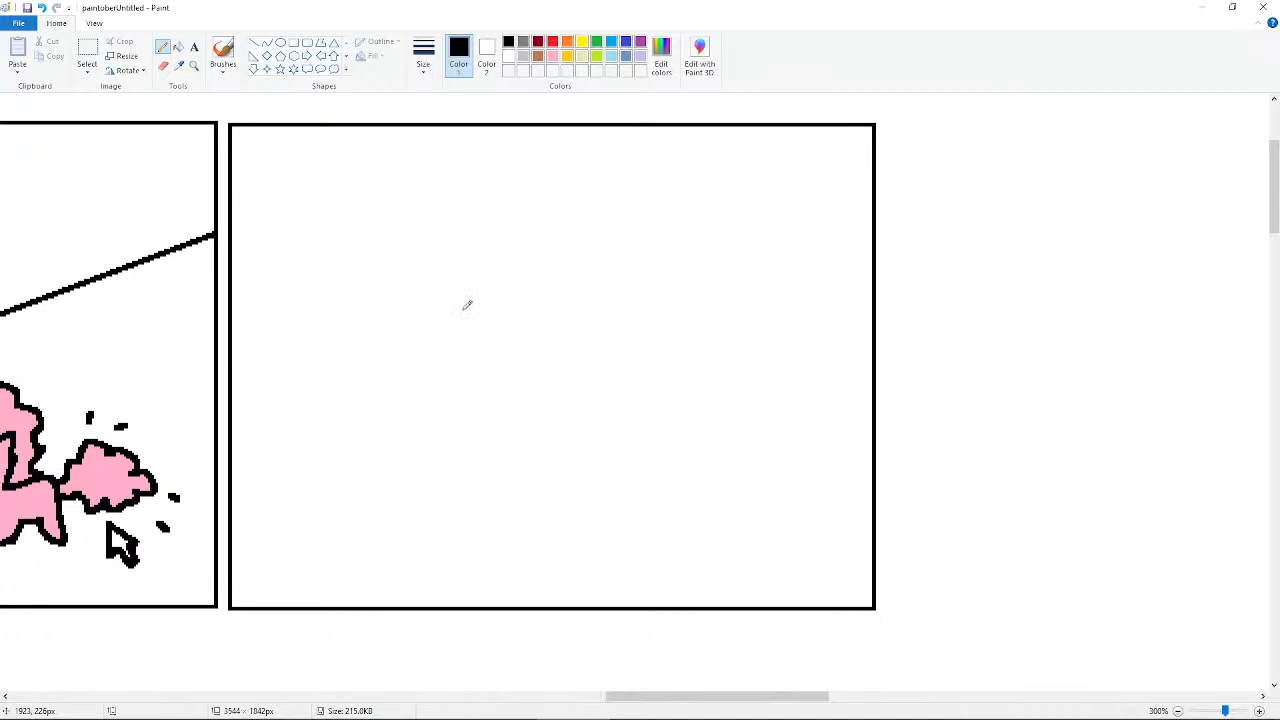 paintoberUntitled - Paint
File Home View
Paste
Cut
Copy
Clipboard
Select
Crop
Resize
Rotate
Image
A
Tools
Brushes
Outline
Fill
Shapes
Size
Color
1
Color
2
Edit
colors
Colors
Edit with
Paint 3D
1923, 226px
3544 × 1842px
Size: 215.0KB
300%